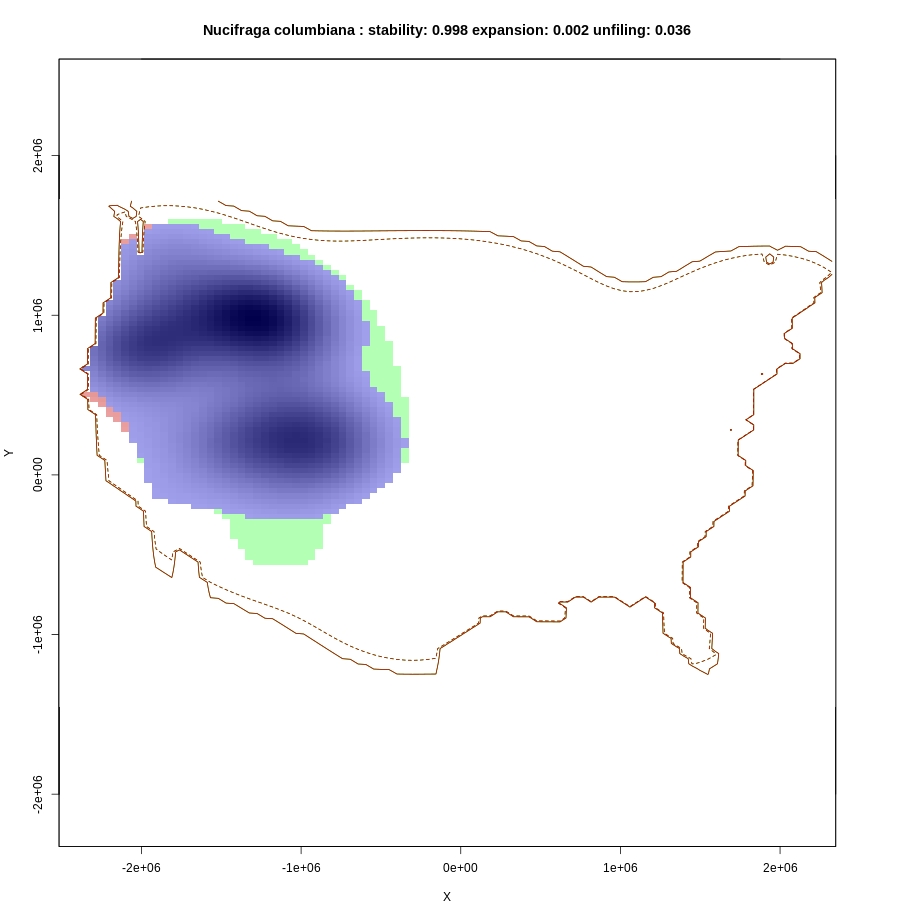 Nucifraga columbiana : stability: 0.998 expansion: 0.002 unfiling: 0.036
2e+06
1e+06
0e+00
-1e+06
-2e+06
Y
-2e+06 -1e+06 0e+00 1e+06 2e+06
X